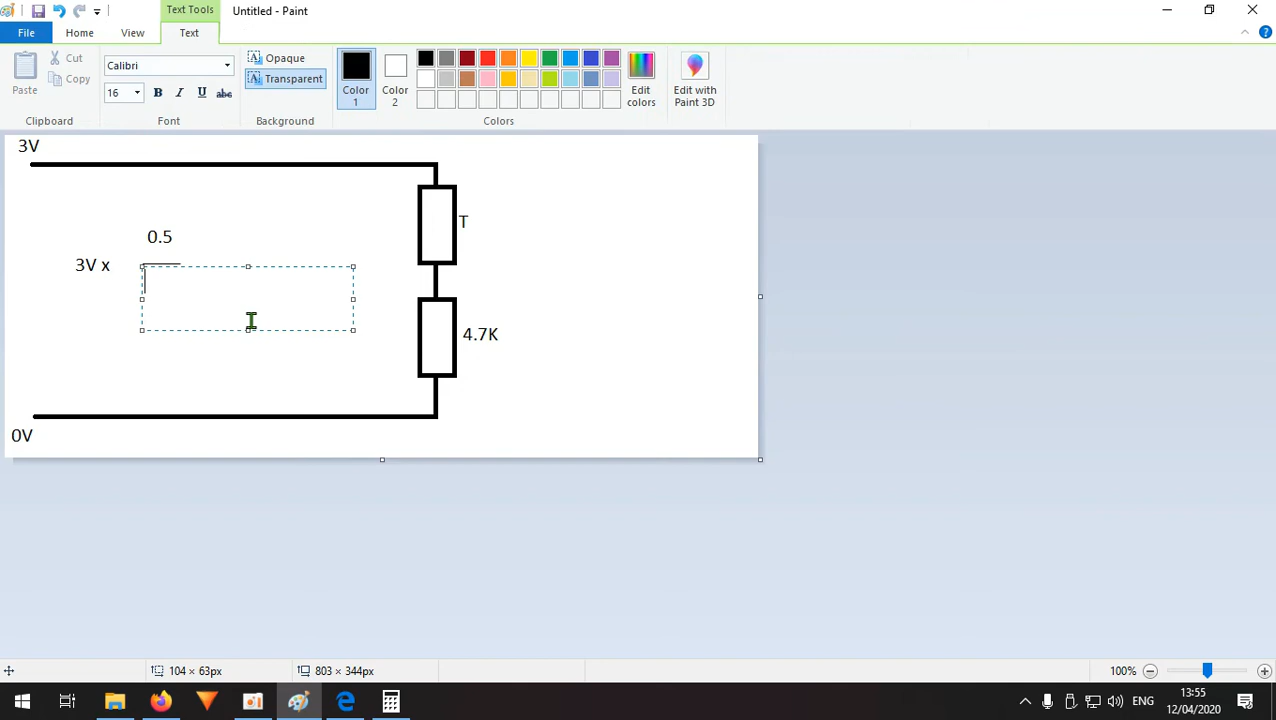 Text Tools
Untitled - Paint
File
Home
View
Text
Paste
Cut
Copy
Clipboard
Calibri
16
B
I
U
abc
Font
Opaque
Transparent
Background
Color 1
Color 2
Edit colors
Edit with Paint 3D
Colors
3V
T
0.5
3V x
4.7K
0V
104 × 63px
803 × 344px
100%
ENG
13:55
12/04/2020